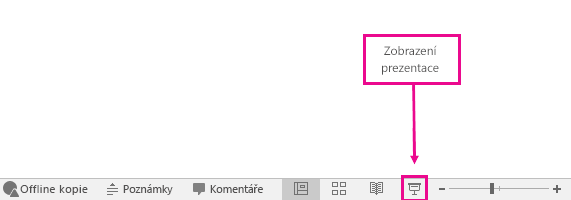 Zobrazení
prezentace
Offline kopie Poznámky Komentáře